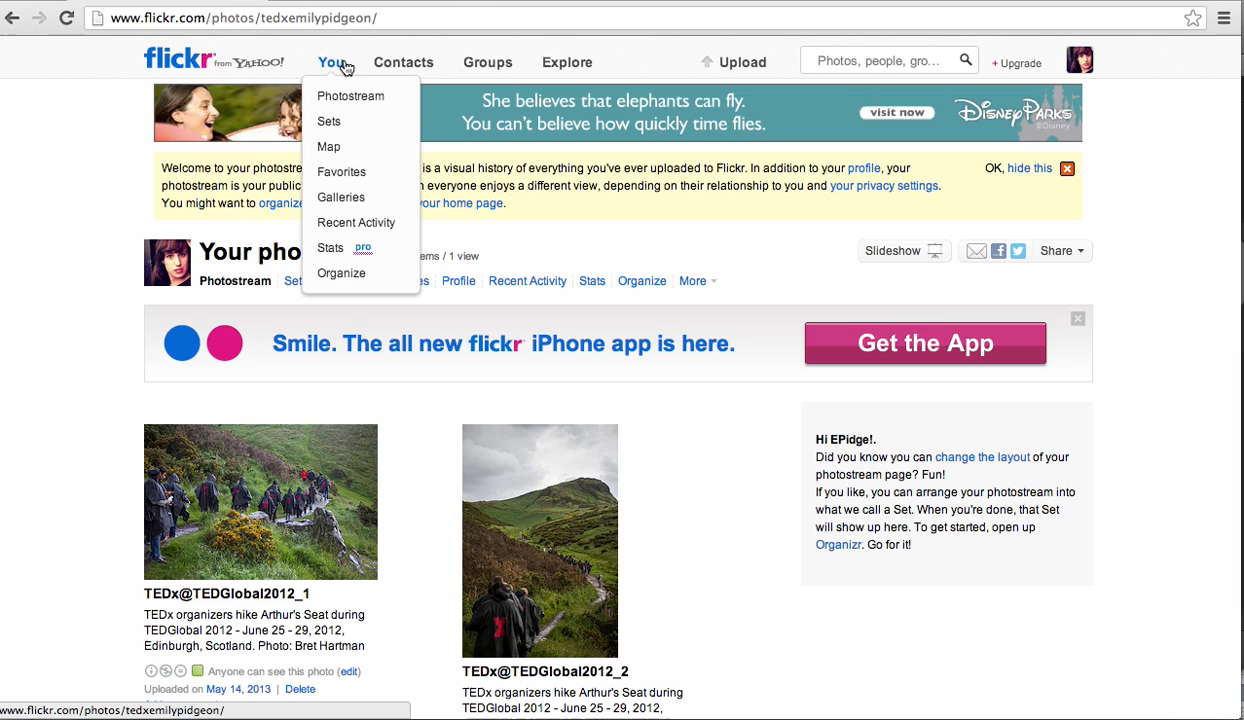 www.flickr.com/photos/tedxemilypidgeon/
flickr from YAHOO!
You
Contacts
Groups
Explore
Upload
Photos, people, gro...
+ Upgrade
Photostream
Sets
Map
Favorites
Galleries
Recent Activity
Stats pro
Organize
She believes that elephants can fly.
You can't believe how quickly time flies.
visit now
Disney PARKS
©Disney
Welcome to your photostre
is a visual history of everything you've ever uploaded to Flickr. In addition to your profile, your
photostream is your public
n everyone enjoys a different view, depending on their relationship to you and your privacy settings.
You might want to organize
your home page.
OK, hide this
Your pho
ems / 1 view
Slideshow
Share
Photostream
Set
es
Profile
Recent Activity
Stats
Organize
More
Smile. The all new flickr iPhone app is here.
Get the App
TEDx@TEDGlobal2012_1
TEDx organizers hike Arthur's Seat during
TEDGlobal 2012 - June 25 - 29, 2012,
Edinburgh, Scotland. Photo: Bret Hartman
Anyone can see this photo (edit)
Uploaded on May 14, 2013 | Delete
TEDx@TEDGlobal2012_2
TEDx organizers hike Arthur's Seat during
TEDGlobal 2012 - June 25 - 29, 2012,
Hi EPidge!.
Did you know you can change the layout of your
photostream page? Fun!
If you like, you can arrange your photostream into
what we call a Set. When you're done, that Set
will show up here. To get started, open up
Organizr. Go for it!
www.flickr.com/photos/tedxemilypidgeon/